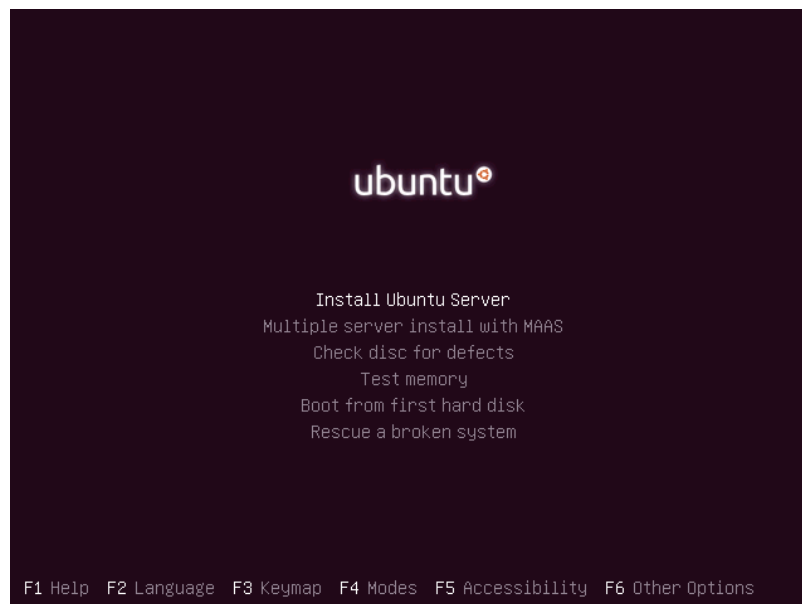 ubuntu
Install Ubuntu Server
Multiple server install with MAAS
Check disc for defects
Test memory
Boot from first hard disk
Rescue a broken system
F1 Help F2 Language F3 Keymap F4 Modes F5 Accessibility F6 Other Options